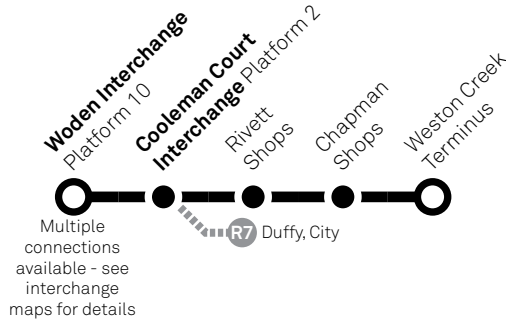 Woden Interchange
Platform 10
Cooleman Court
Interchange Platform 2
Rivett
Shops
Chapman
Shops
Weston Creek
Terminus
Multiple
connections
available - see
interchange
maps for details
R7 Duffy, City